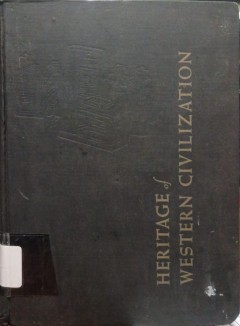 HERITAGE of
WESTERN CIVILIZATION